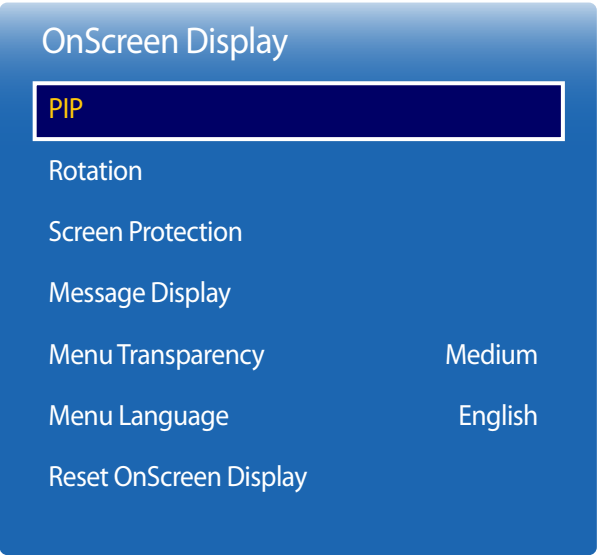 OnScreen Display
PIP
Rotation
Screen Protection
Message Display
Menu Transparency Medium
Menu Language English
Reset OnScreen Display